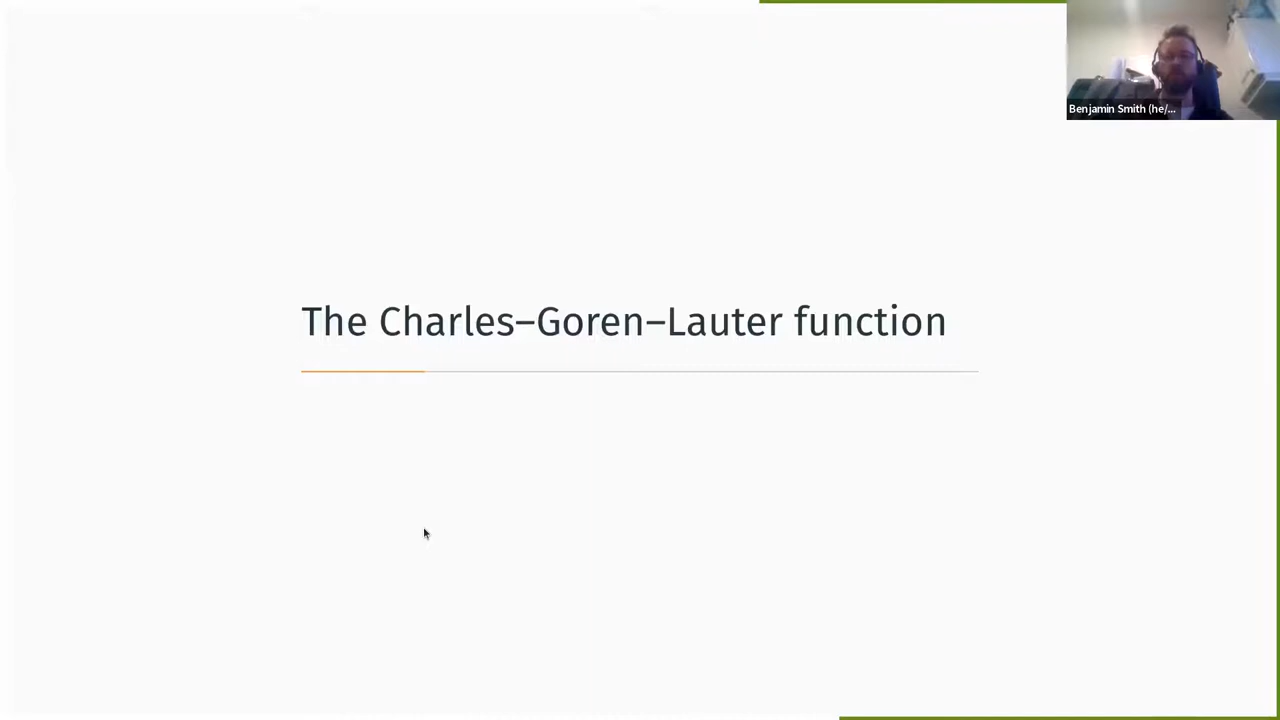 Benjamin Smith (he/...
The Charles–Goren–Lauter function